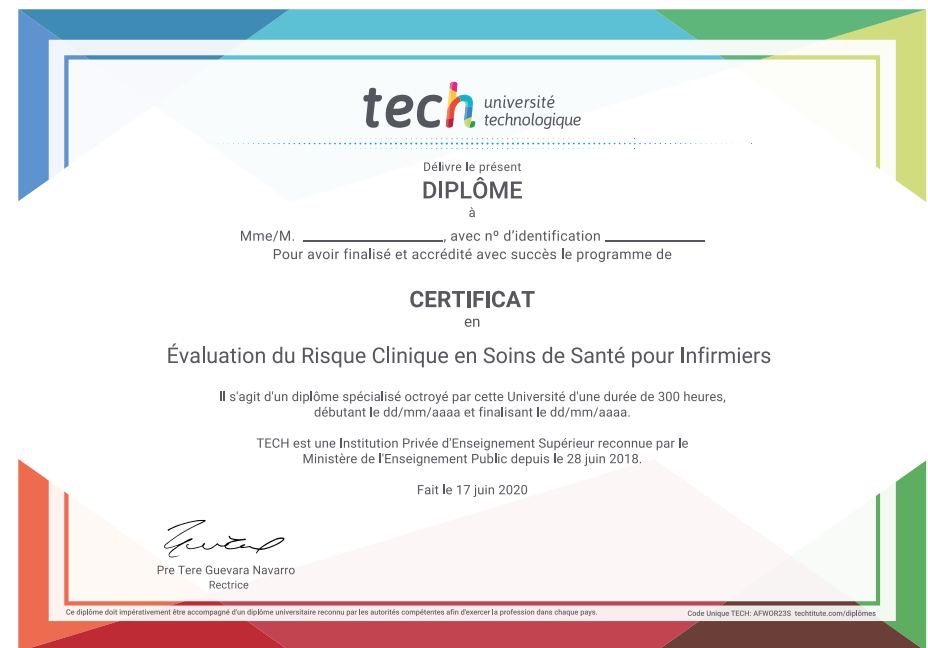 tech université
technologique
Délivre le présent
DIPLÔME
à
Mme/M. ____________________, avec nº d'identification ______________
Pour avoir finalisé et accrédité avec succès le programme de
CERTIFICAT
en
Évaluation du Risque Clinique en Soins de Santé pour Infirmiers
Il s'agit d'un diplôme spécialisé octroyé par cette Université d'une durée de 300 heures,
débutant le dd/mm/aaaa et finalisant le dd/mm/aaaa.
TECH est une Institution Privée d'Enseignement Supérieur reconnue par le
Ministère de l'Enseignement Public depuis le 28 juin 2018.
Fait le 17 juin 2020
Pre Tere Guevara Navarro
Rectrice
Ce diplôme doit impérativement être accompagné d'un diplôme universitaire reconnu par les autorités compétentes afin d'exercer la profession dans chaque pays.
Code Unique TECH: AFWOR23S techtitute.com/diplômes